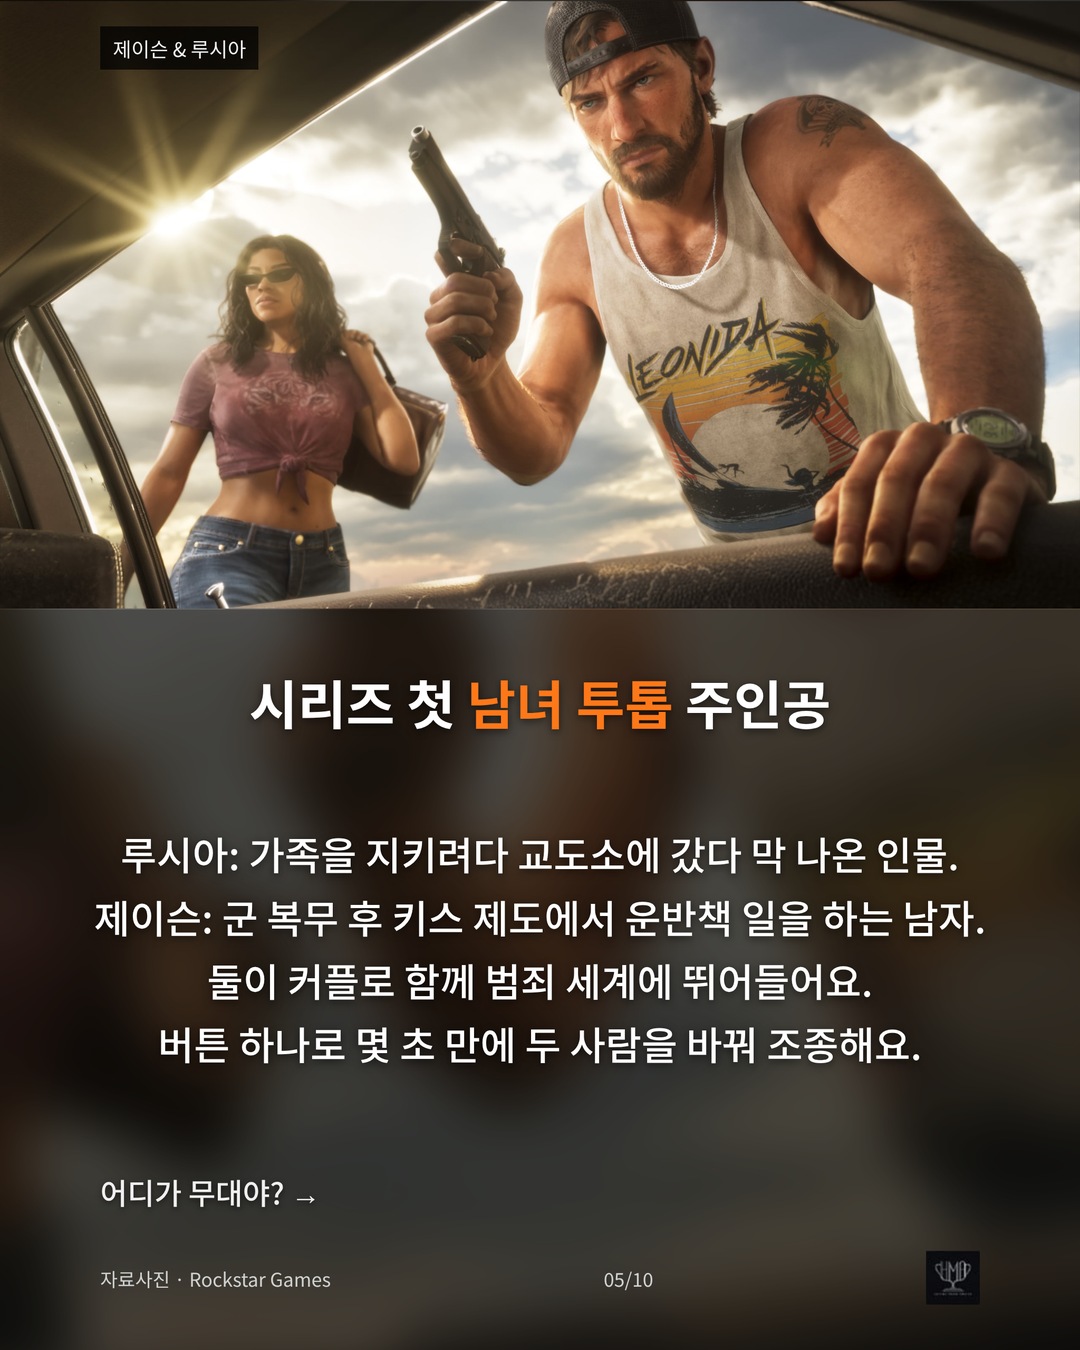 제이슨 & 루시아
LEONIDA
시리즈 첫 남녀 투톱 주인공
루시아: 가족을 지키려다 교도소에 갔다 막 나온 인물.
제이슨: 군 복무 후 키스 제도에서 운반책 일을 하는 남자.
둘이 커플로 함께 범죄 세계에 뛰어들어요.
버튼 하나로 몇 초 만에 두 사람을 바꿔 조종해요.
어디가 무대야? →
자료사진 · Rockstar Games
05/10